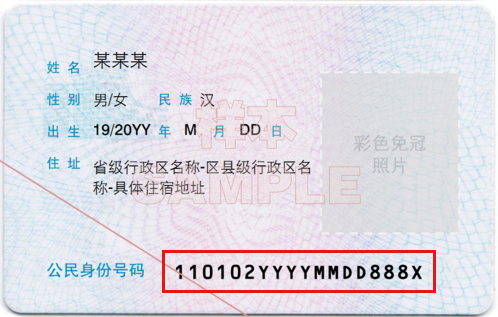 姓名 某某某
性别 男/女 民族 汉
出生 19/20YY 年 M 月 DD 日
住址 省级行政区名称-区县级行政区名
称-具体住宿地址
彩色免冠
照片
样本
SAMPLE
公民身份号码 110102YYYYMMDD888X